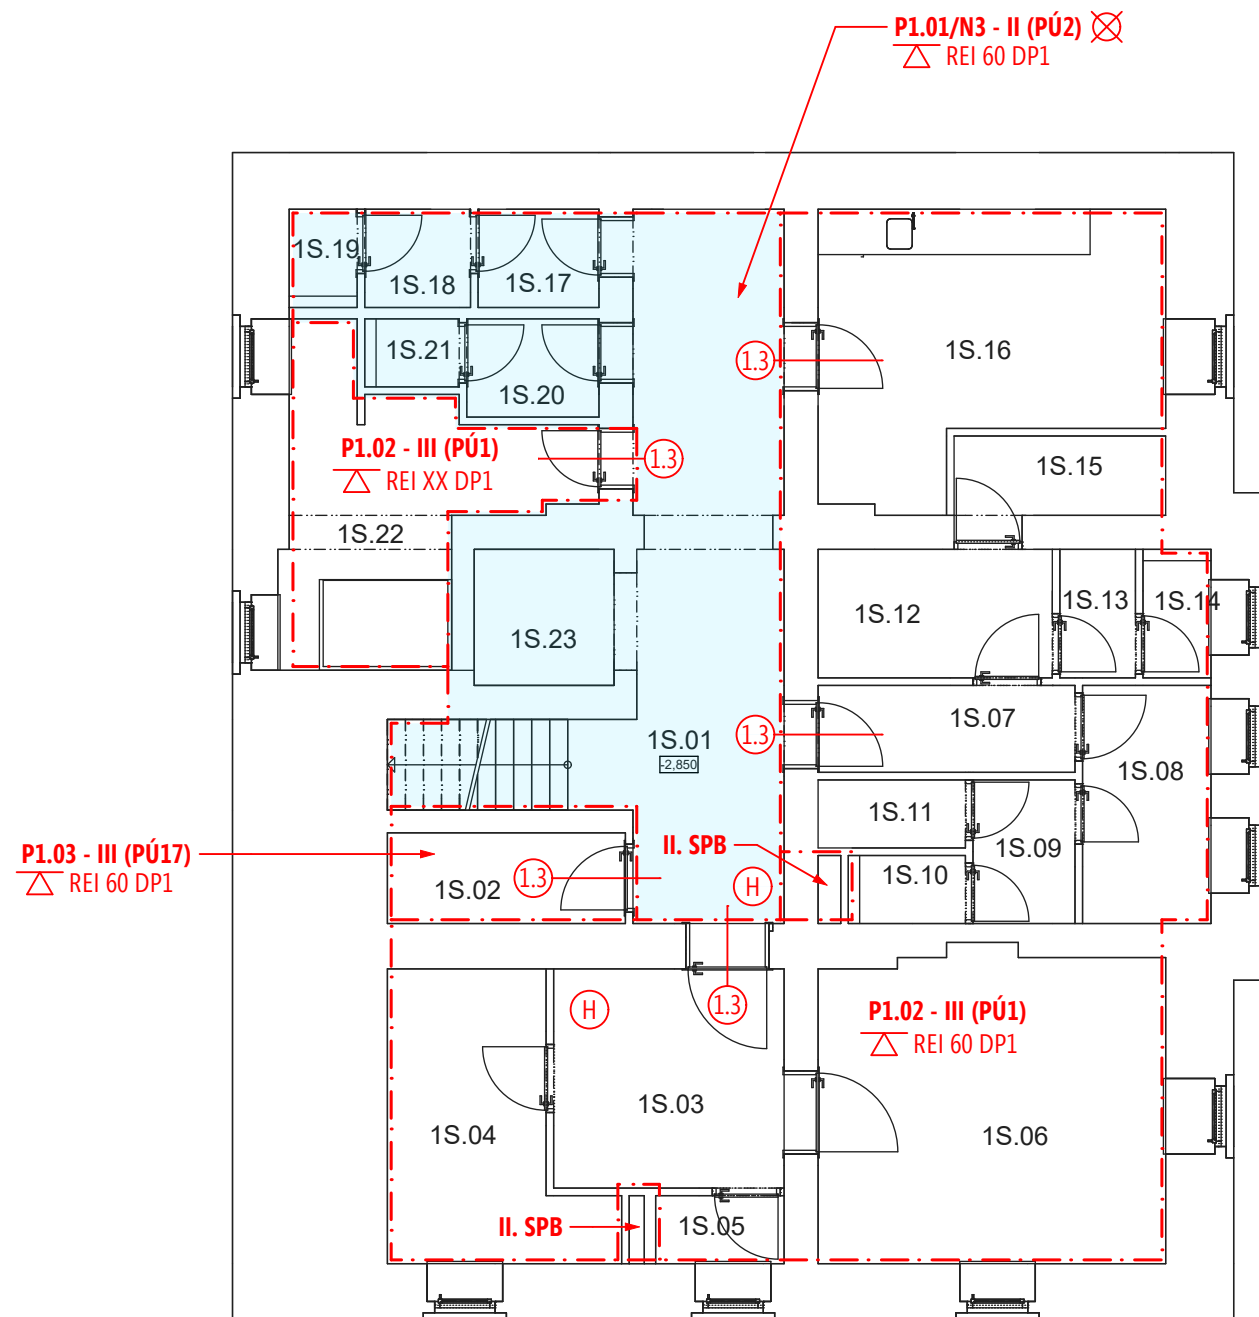 P1.01/N3 - II (PÚ2)
REI 60 DP1
1S.19
1S.18
1S.17
1S.21
1S.20
1.3
1S.16
P1.02 - III (PÚ1)
REI XX DP1
1.3
1S.15
1S.22
1S.12
1S.13
1S.14
1S.23
1S.07
1S.01
-2,850
1.3
1S.08
1S.11
II. SPB
1S.09
P1.03 - III (PÚ17)
REI 60 DP1
1S.02
1.3
H
1S.10
H
1.3
P1.02 - III (PÚ1)
REI 60 DP1
1S.03
1S.04
1S.06
II. SPB
1S.05